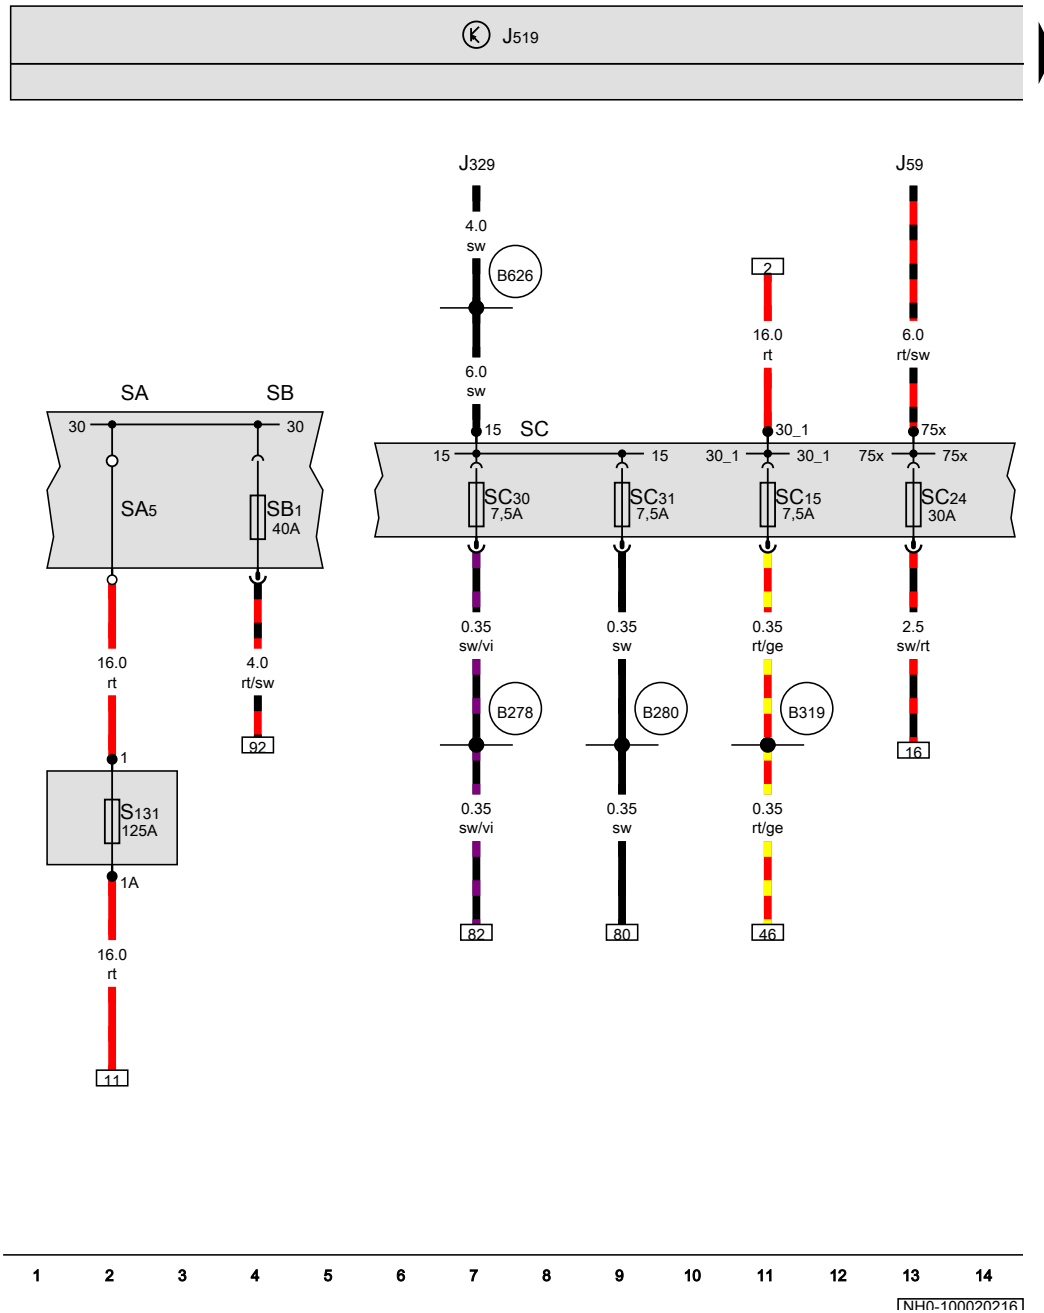 J519
J329
J59
4.0
sw
B626
2
16.0
rt
6.0
rt/sw
6.0
sw
SA
SB
15
SC
30_1
75x
30
30
15
15
30_1
30_1
75x
75x
SA5
SB1
40A
SC30
7,5A
SC31
7,5A
SC15
7,5A
SC24
30A
0.35
sw/vi
0.35
sw
0.35
rt/ge
2.5
sw/rt
16.0
rt
4.0
rt/sw
B278
B280
B319
92
16
1
S131
125A
1A
0.35
sw/vi
0.35
sw
0.35
rt/ge
82
80
46
16.0
rt
11
1 2 3 4 5 6 7 8 9 10 11 12 13 14
NH0-100020216